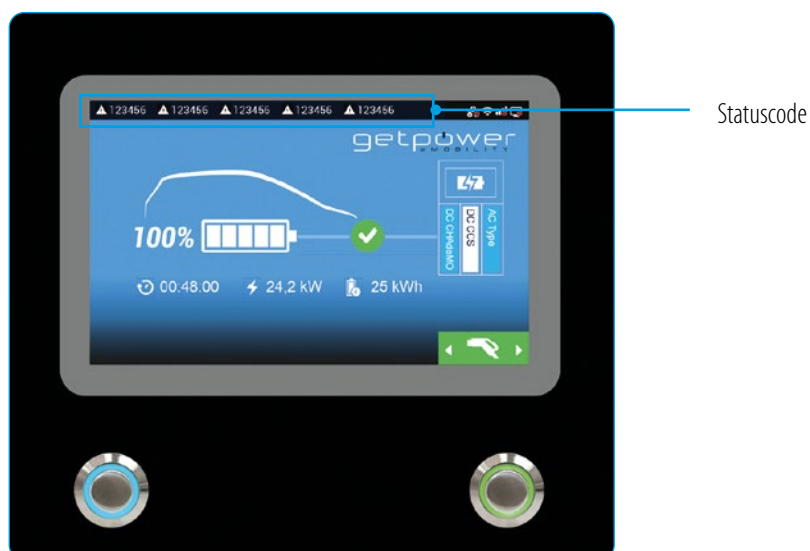 123456 123456 123456 123456 123456
Statuscode
getpower
eMOBILITY
100%
DC CHAdeMO
DC CCS
AC Type
00:48.00 24,2 kW 25 kWh